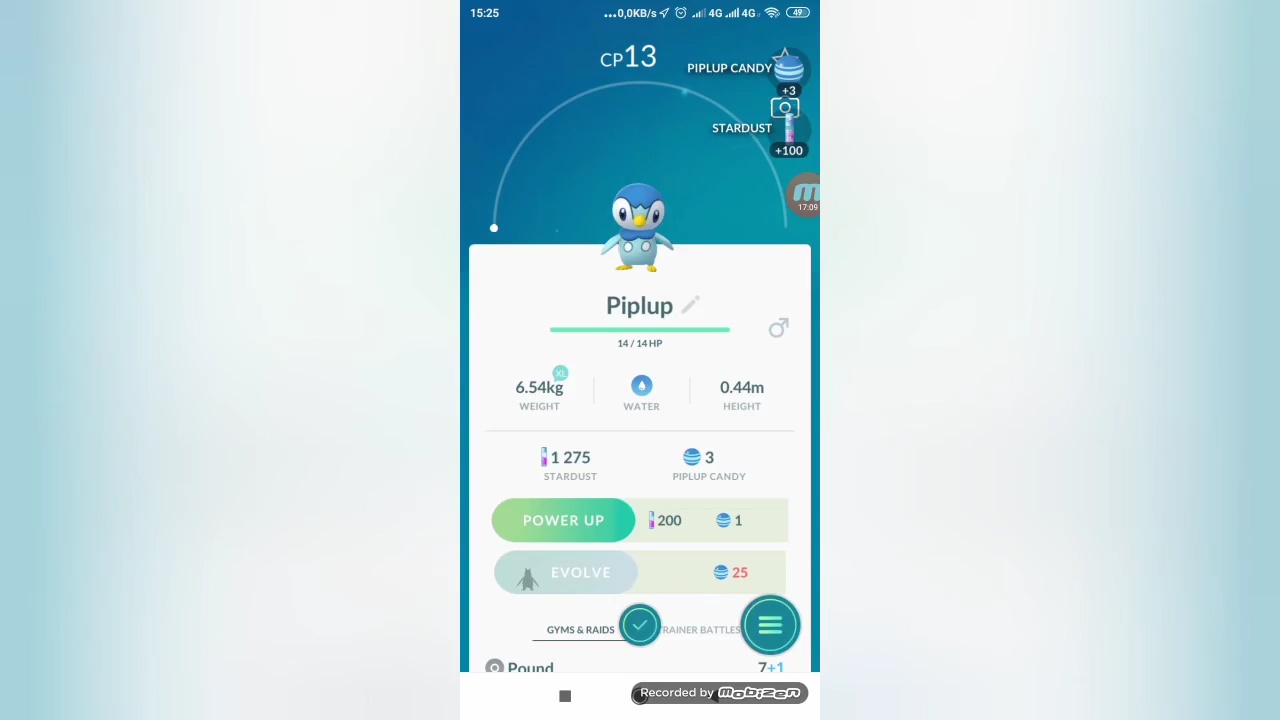 15:25
...0,0KB/s 4G 4G 49
CP13
PIPLUP CANDY
+3
STARDUST
+100
17:09
Piplup
14 / 14 HP
XL
6.54kg
WEIGHT
WATER
0.44m
HEIGHT
1 275
STARDUST
3
PIPLUP CANDY
POWER UP 200 1
EVOLVE 25
GYMS & RAIDS TRAINER BATTLES
Pound 7+1
Recorded by mobizen